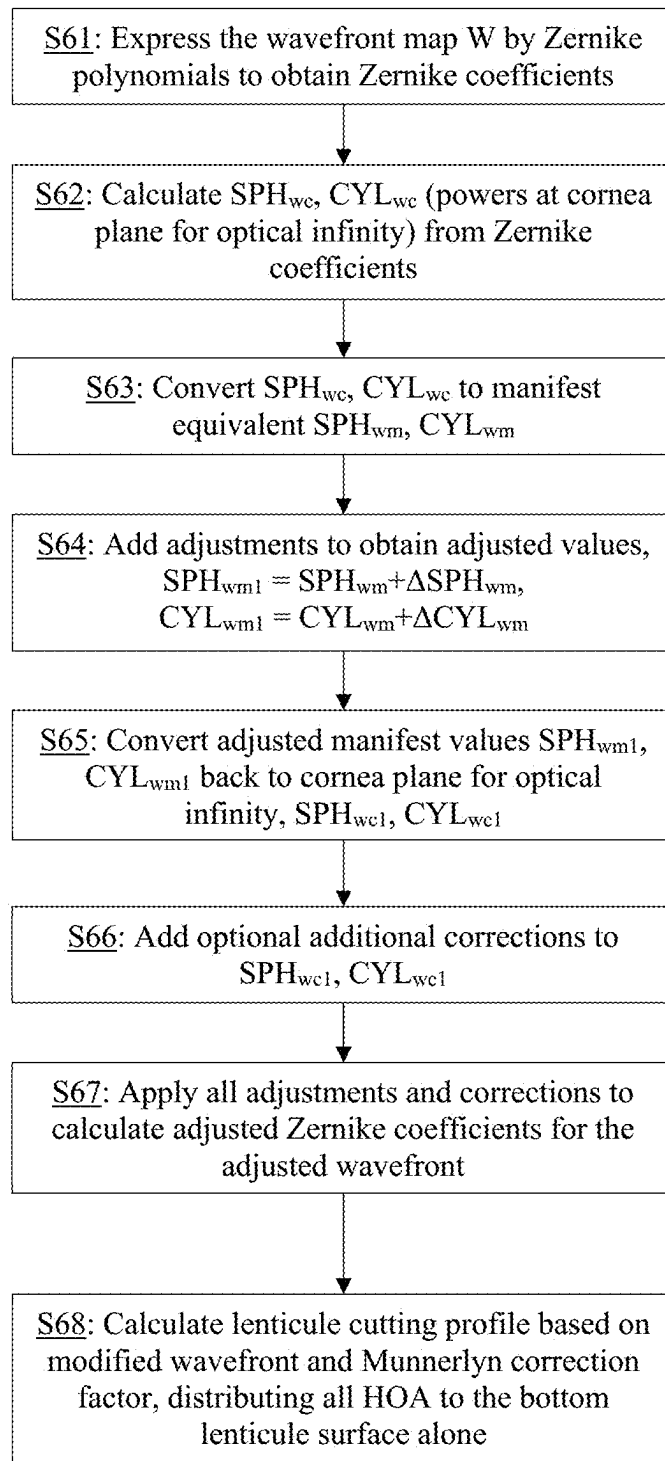 S61: Express the wavefront map W by Zernike
polynomials to obtain Zernike coefficients
S62: Calculate SPHwc, CYLwc (powers at cornea
plane for optical infinity) from Zernike
coefficients
S63: Convert SPHwc, CYLwc to manifest
equivalent SPHwm, CYLwm
S64: Add adjustments to obtain adjusted values,
SPHwm1 = SPHwm+ΔSPHwm,
CYLwm1 = CYLwm+ΔCYLwm
S65: Convert adjusted manifest values SPHwm1,
CYLwm1 back to cornea plane for optical
infinity, SPHwc1, CYLwc1
S66: Add optional additional corrections to
SPHwc1, CYLwc1
S67: Apply all adjustments and corrections to
calculate adjusted Zernike coefficients for the
adjusted wavefront
S68: Calculate lenticule cutting profile based on
modified wavefront and Munnerlyn correction
factor, distributing all HOA to the bottom
lenticule surface alone